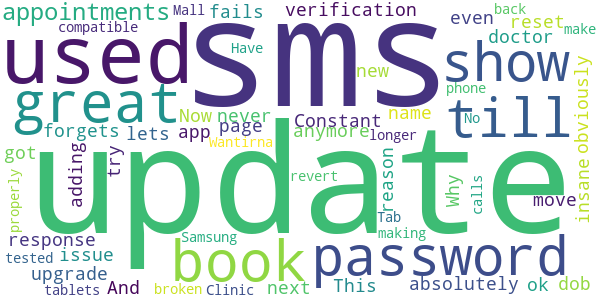 appointments Mall fails verification even back
compatible Have new doctor reset make
used sms show phone
great Now never Constant name No obviously
forgets lets app page anymore longer till insane
got adding try Wantirna reason Why calls move
update
properly revert Tab making
response book Samsung password
tested issue This absolutely ok dob
upgrade And next
tablets broken Clinic